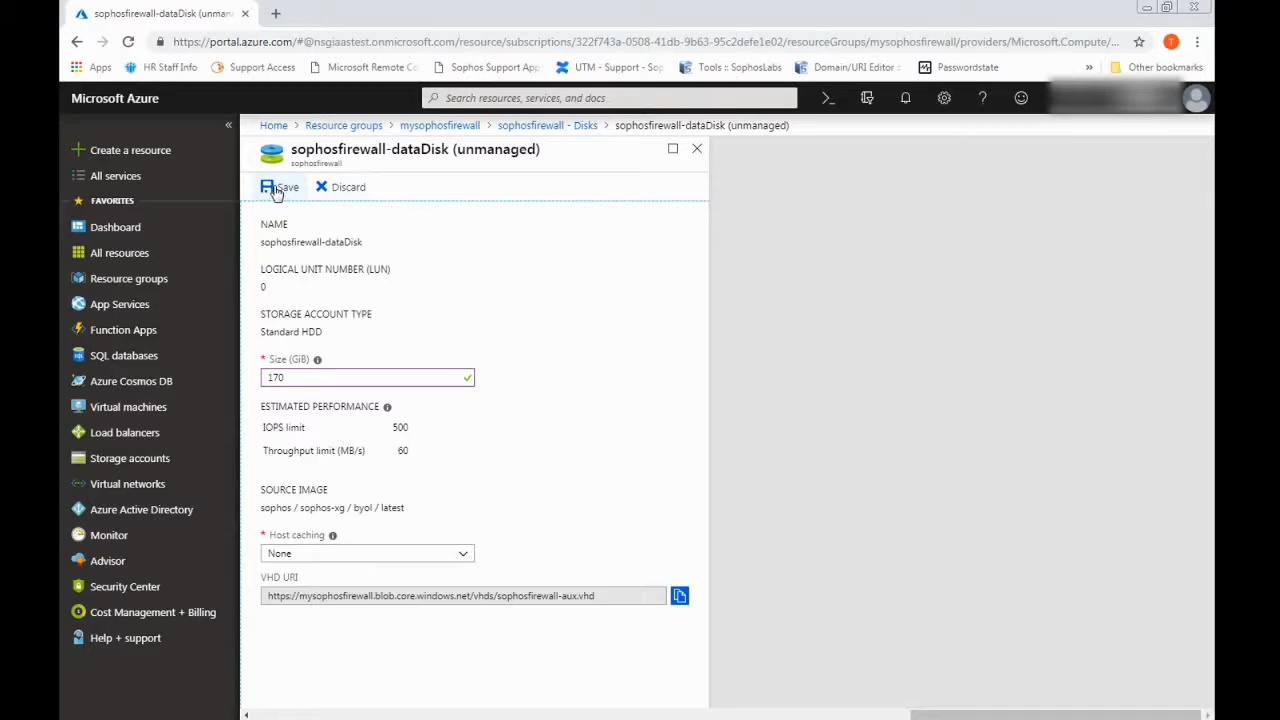 sophosfirewall-dataDisk (unman
https://portal.azure.com/#@nsgiaastest.onmicrosoft.com/resource/subscriptions/322f743a-0508-41db-9b63-95c2defe1e02/resourceGroups/mysophosfirewall/providers/Microsoft.Compute/...
Apps HR Staff Info Support Access Microsoft Remote Co Sophos Support App UTM - Support - Sop Tools :: SophosLabs Domain/URI Editor : Passwordstate » Other bookmarks
Microsoft Azure
Search resources, services, and docs
Home > Resource groups > mysophosfirewall > sophosfirewall - Disks > sophosfirewall-dataDisk (unmanaged)
«
Create a resource
All services
FAVORITES
Dashboard
All resources
Resource groups
App Services
Function Apps
SQL databases
Azure Cosmos DB
Virtual machines
Load balancers
Storage accounts
Virtual networks
Azure Active Directory
Monitor
Advisor
Security Center
Cost Management + Billing
Help + support
sophosfirewall-dataDisk (unmanaged)
sophosfirewall
Save Discard
NAME
sophosfirewall-dataDisk
LOGICAL UNIT NUMBER (LUN)
0
STORAGE ACCOUNT TYPE
Standard HDD
* Size (GiB)
170
ESTIMATED PERFORMANCE
IOPS limit 500
Throughput limit (MB/s) 60
SOURCE IMAGE
sophos / sophos-xg / byol / latest
* Host caching
None
VHD URI
https://mysophosfirewall.blob.core.windows.net/vhds/sophosfirewall-aux.vhd